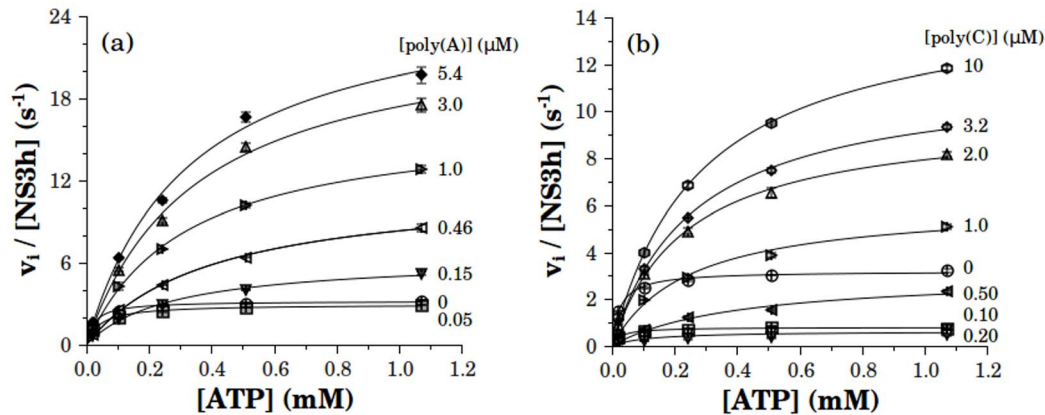 (a)
[poly(A)] (μM)
24
18
12
6
0
5.4
3.0
1.0
0.46
0.15
0
0.05
0.0 0.2 0.4 0.6 0.8 1.0 1.2
[ATP] (mM)
v_i / [NS3h] (s⁻¹)
(b)
[poly(C)] (μM)
14
12
10
8
6
4
2
0
10
3.2
2.0
1.0
0
0.50
0.10
0.20
0.0 0.2 0.4 0.6 0.8 1.0 1.2
[ATP] (mM)
v_i / [NS3h] (s⁻¹)